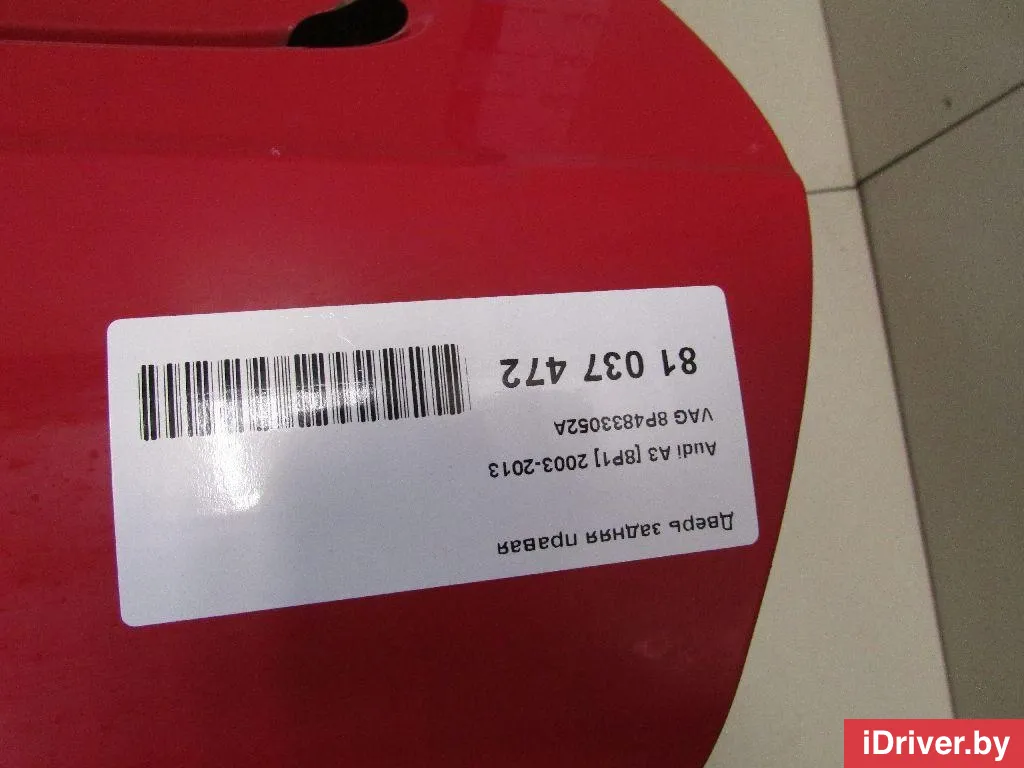 Дверь задняя правая
Audi A3 [8P1] 2003-2013
VAG 8P4833052A
81 037 472
iDriver.by